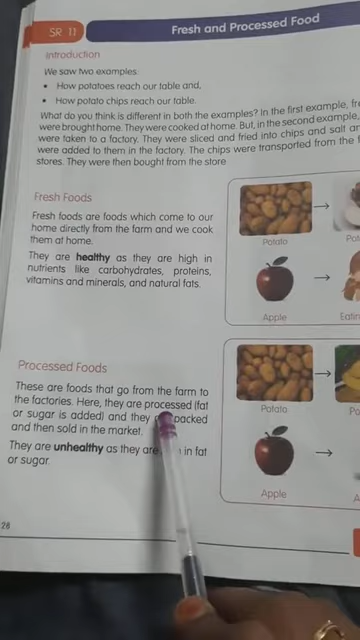 SR 11
Fresh and Processed Food
Introduction
We saw two examples
• How potatoes reach our table and,
• How potato chips reach our table.
What do you think is different in both the examples? In the first example,
were brought home. They were cooked at home. But, in the second example,
were taken to a factory. They were sliced and fried into chips and salt
were added to them in the factory. The chips were transported from the
stores. They were then bought from the store
Fresh Foods
Fresh foods are foods which come to our
home directly from the farm and we cook
them at home.
They are healthy as they are high in
nutrients like carbohydrates, proteins,
vitamins and minerals, and natural fats.
Potato
Apple
Processed Foods
These are foods that go from the farm to
the factories. Here, they are processed (fat
or sugar is added) and they packed
and then sold in the market.
They are unhealthy as they are in fat
or sugar.
Potato
Apple
28